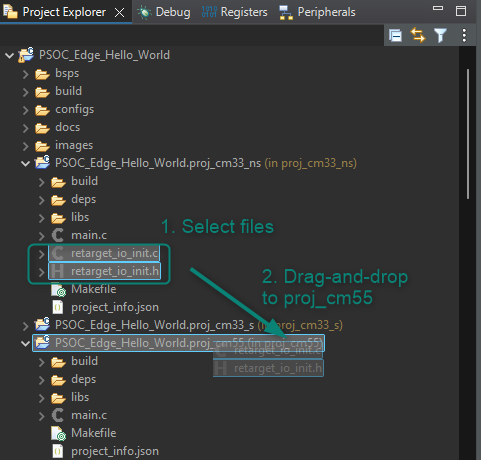 Project Explorer
Debug
Registers
Peripherals
PSOC_Edge_Hello_World
bsps
build
configs
docs
images
PSOC_Edge_Hello_World.proj_cm33_ns (in proj_cm33_ns)
build
deps
libs
main.c
1. Select files
retarget_io_init.c
retarget_io_init.h
2. Drag-and-drop
to proj_cm55
Makefile
project_info.json
PSOC_Edge_Hello_World.proj_cm33_s (in proj_cm33_s)
PSOC_Edge_Hello_World.proj_cm55 (in proj_cm55)
retarget_io_init.c
build
retarget_io_init.h
deps
libs
main.c
Makefile
project_info.json